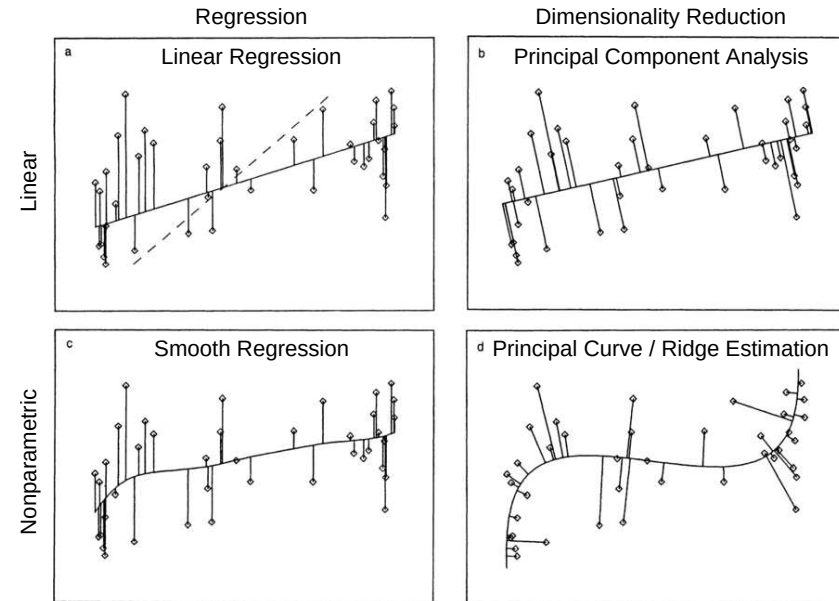 Regression
Dimensionality Reduction
a
Linear Regression
b
Principal Component Analysis
Linear
c
Smooth Regression
d
Principal Curve / Ridge Estimation
Nonparametric